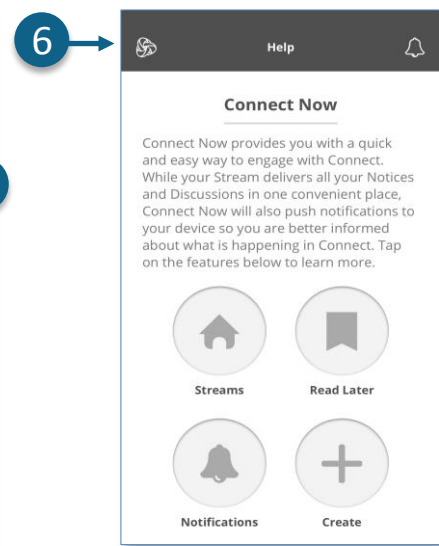 6
Help
Connect Now
Connect Now provides you with a quick
and easy way to engage with Connect.
While your Stream delivers all your Notices
and Discussions in one convenient place,
Connect Now will also push notifications to
your device so you are better informed
about what is happening in Connect. Tap
on the features below to learn more.
Streams
Read Later
Notifications
Create